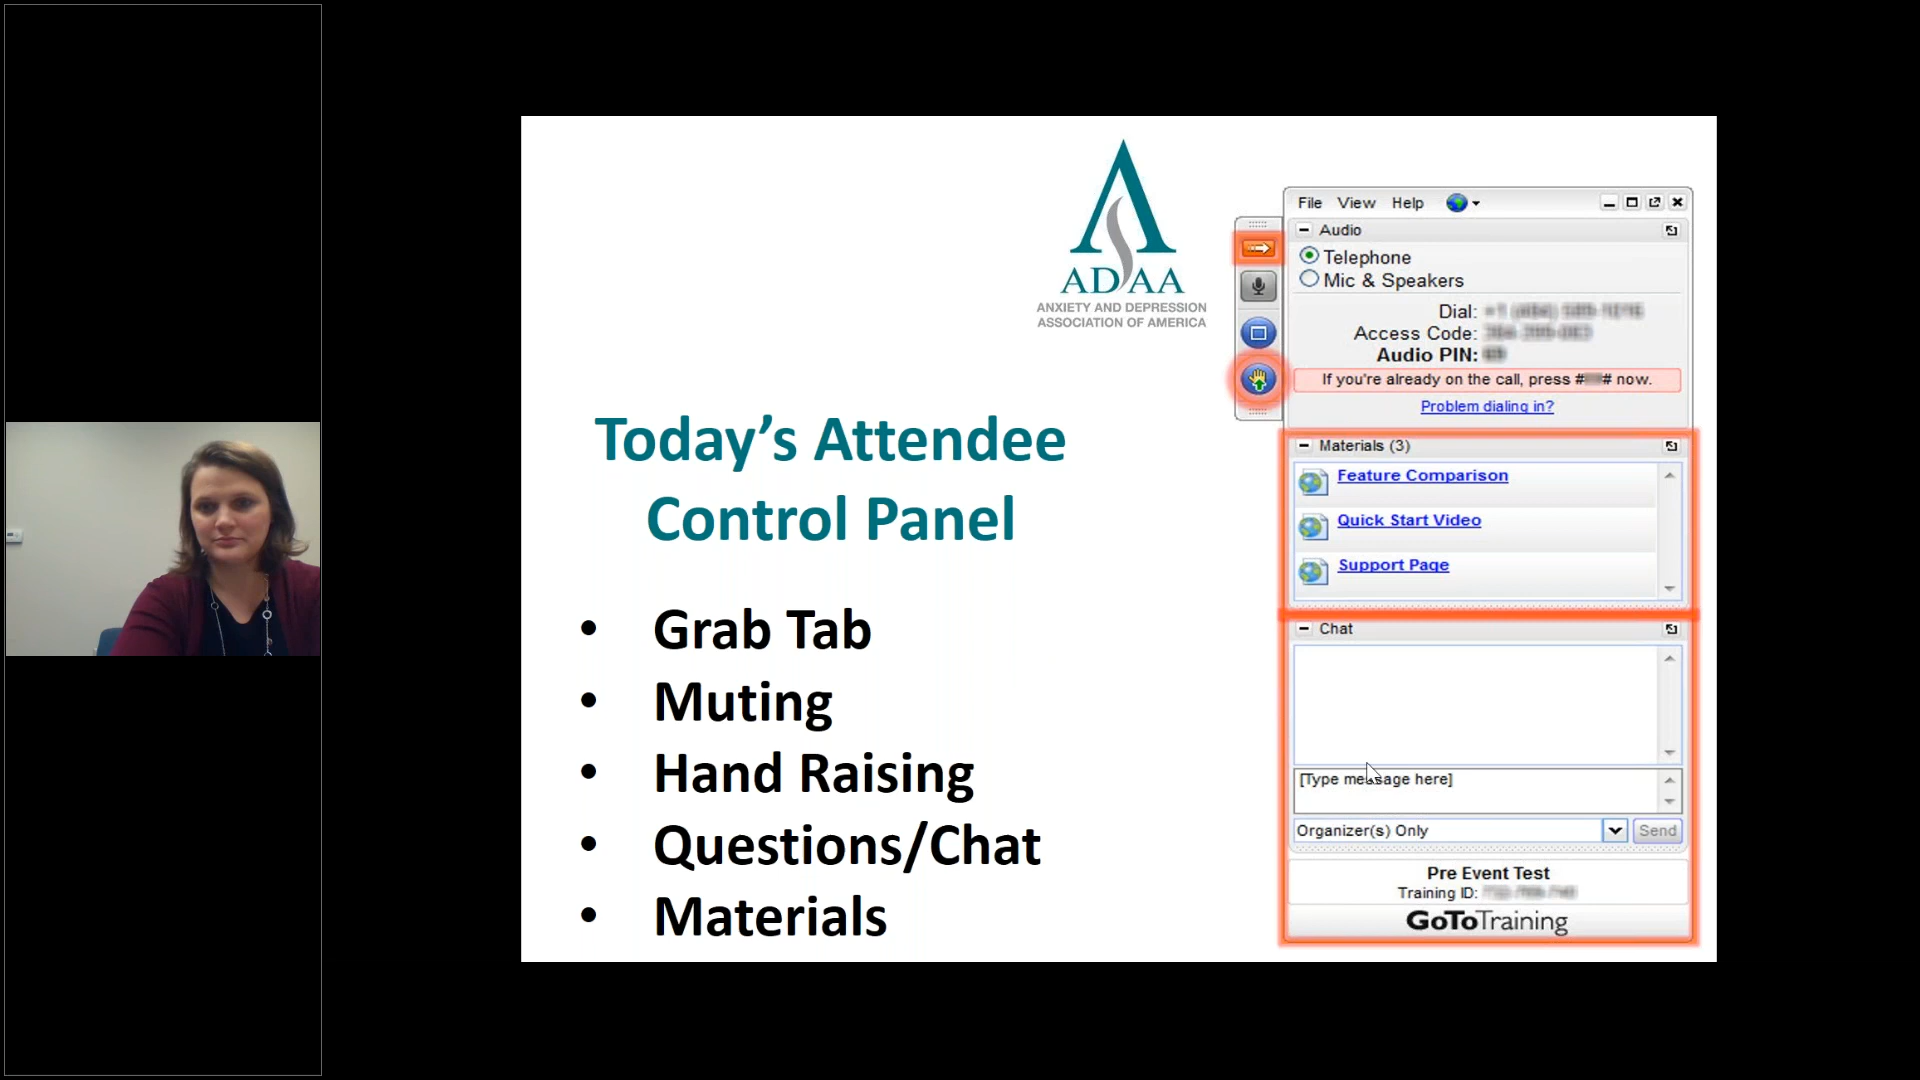 ADAA
ANXIETY AND DEPRESSION
ASSOCIATION OF AMERICA
Today’s Attendee
Control Panel
• Grab Tab
• Muting
• Hand Raising
• Questions/Chat
• Materials
File View Help
Audio
Telephone
Mic & Speakers
Dial:
Access Code:
Audio PIN:
If you're already on the call, press # # now.
Problem dialing in?
Materials (3)
Feature Comparison
Quick Start Video
Support Page
Chat
[Type message here]
Organizer(s) Only
Send
Pre Event Test
Training ID:
GoToTraining